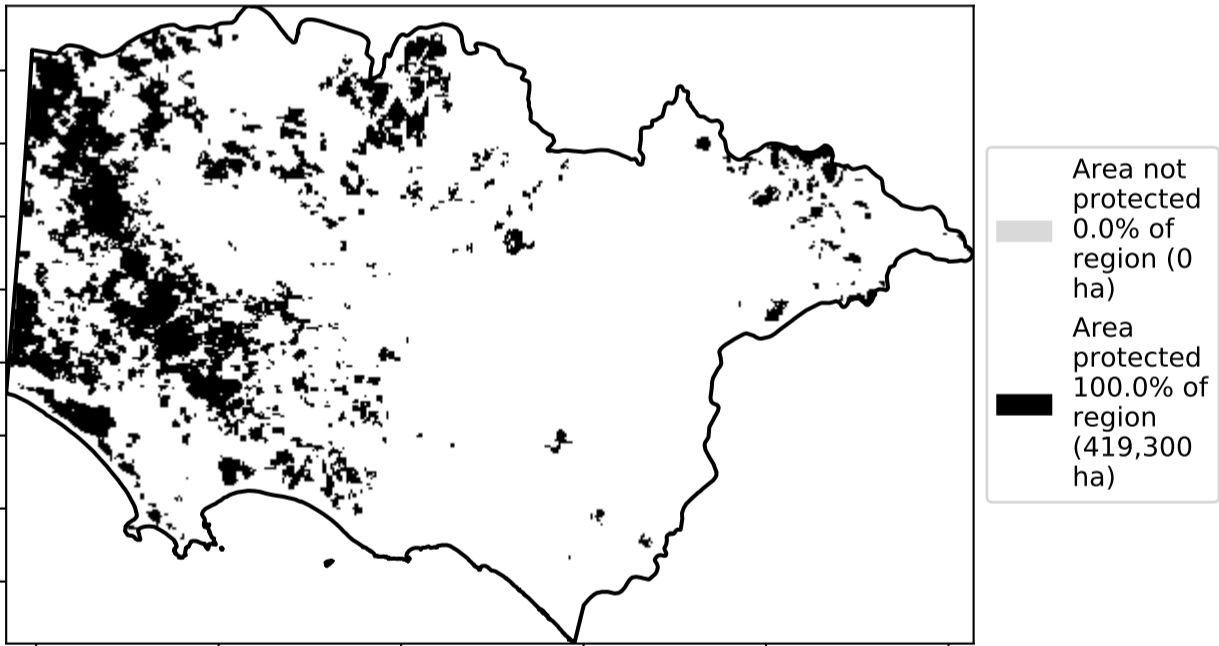 Area not
protected
0.0% of
region (0
ha)
Area
protected
100.0% of
region
(419,300
ha)